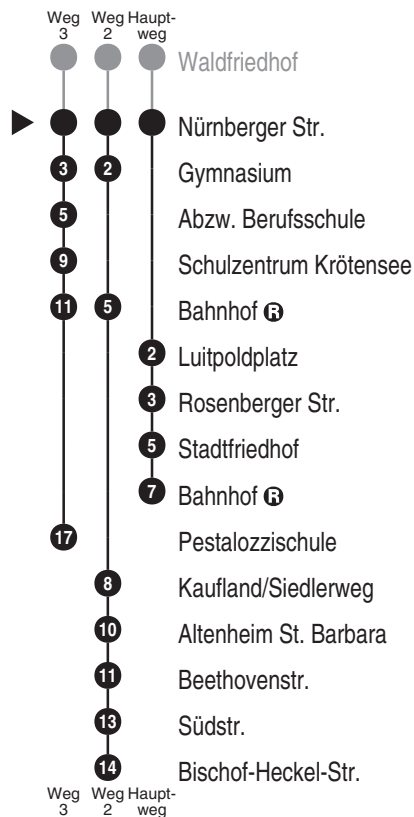 Weg Weg Haupt-
3 2 weg
Waldfriedhof
Nürnberger Str.
3 2 Gymnasium
5 Abzw. Berufsschule
9 Schulzentrum Krötensee
11 5 Bahnhof R
2 Luitpoldplatz
3 Rosenberger Str.
5 Stadtfriedhof
7 Bahnhof R
17 Pestalozzischule
8 Kaufland/Siedlerweg
10 Altenheim St. Barbara
11 Beethovenstr.
13 Südstr.
14 Bischof-Heckel-Str.
Weg Weg Haupt-
3 2 weg